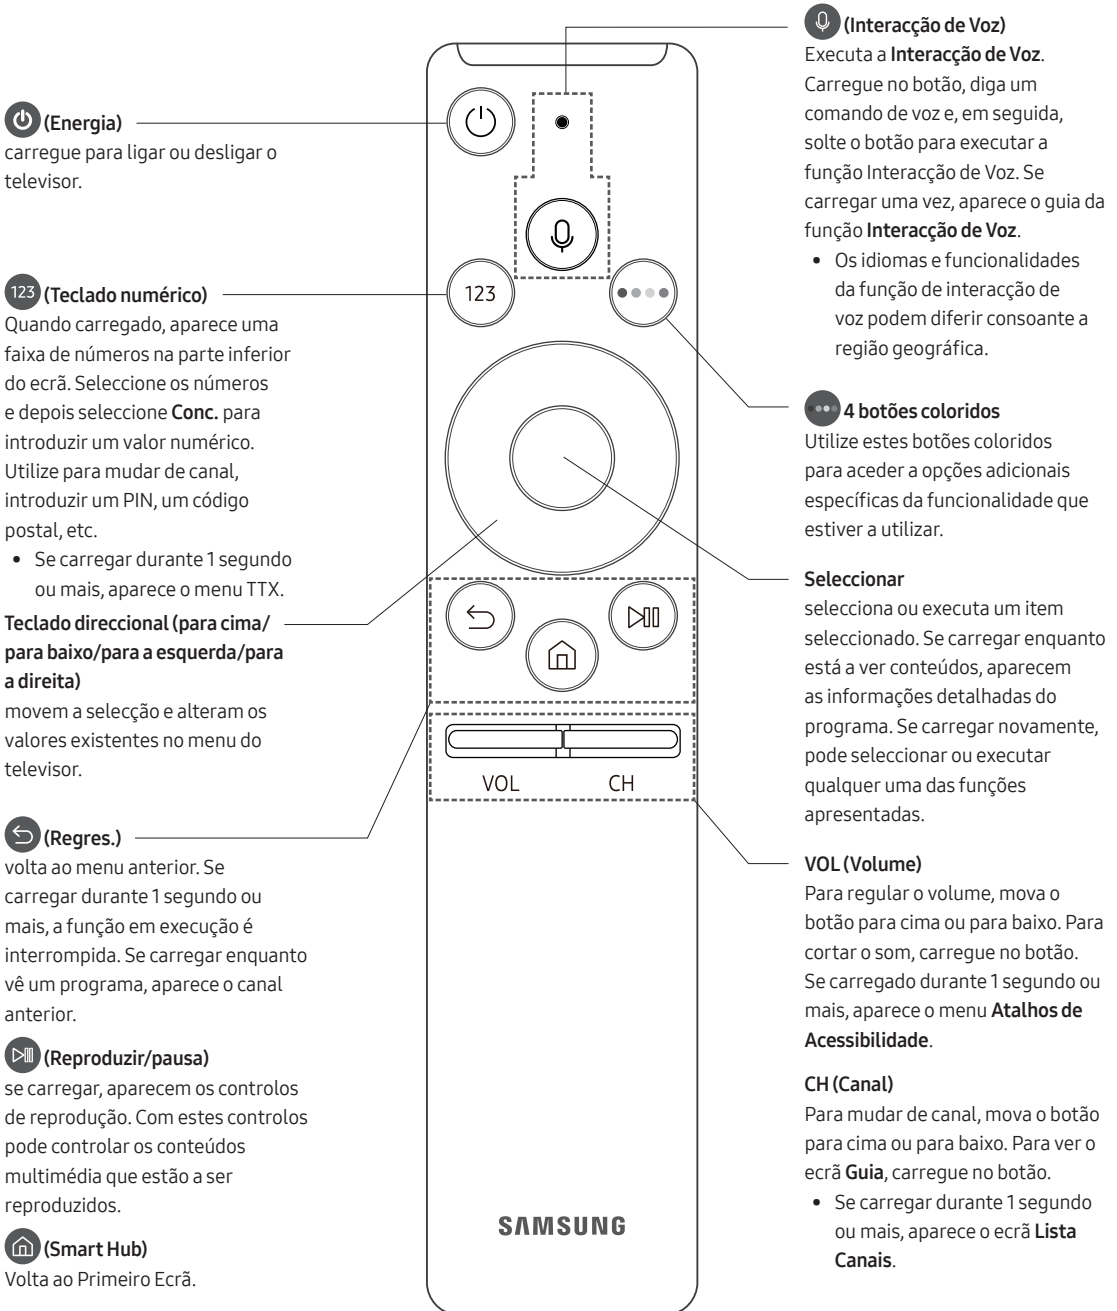 (Energia)
carregue para ligar ou desligar o
televisor.
123 (Teclado numérico)
Quando carregado, aparece uma
faixa de números na parte inferior
do ecrã. Seleccione os números
e depois seleccione Conc. para
introduzir um valor numérico.
Utilize para mudar de canal,
introduzir um PIN, um código
postal, etc.
• Se carregar durante 1 segundo
ou mais, aparece o menu TTX.
Teclado direccional (para cima/
para baixo/para a esquerda/para
a direita)
movem a selecção e alteram os
valores existentes no menu do
televisor.
(Regres.)
volta ao menu anterior. Se
carregar durante 1 segundo ou
mais, a função em execução é
interrompida. Se carregar enquanto
vê um programa, aparece o canal
anterior.
(Reproduzir/pausa)
se carregar, aparecem os controlos
de reprodução. Com estes controlos
pode controlar os conteúdos
multimédia que estão a ser
reproduzidos.
(Smart Hub)
Volta ao Primeiro Ecrã.
123
VOL CH
SAMSUNG
(Interacção de Voz)
Executa a Interacção de Voz.
Carregue no botão, diga um
comando de voz e, em seguida,
solte o botão para executar a
função Interacção de Voz. Se
carregar uma vez, aparece o guia da
função Interacção de Voz.
• Os idiomas e funcionalidades
da função de interacção de
voz podem diferir consoante a
região geográfica.
4 botões coloridos
Utilize estes botões coloridos
para aceder a opções adicionais
específicas da funcionalidade que
estiver a utilizar.
Seleccionar
selecciona ou executa um item
seleccionado. Se carregar enquanto
está a ver conteúdos, aparecem
as informações detalhadas do
programa. Se carregar novamente,
pode seleccionar ou executar
qualquer uma das funções
apresentadas.
VOL (Volume)
Para regular o volume, mova o
botão para cima ou para baixo. Para
cortar o som, carregue no botão.
Se carregado durante 1 segundo ou
mais, aparece o menu Atalhos de
Acessibilidade.
CH (Canal)
Para mudar de canal, mova o botão
para cima ou para baixo. Para ver o
ecrã Guia, carregue no botão.
• Se carregar durante 1 segundo
ou mais, aparece o ecrã Lista
Canais.